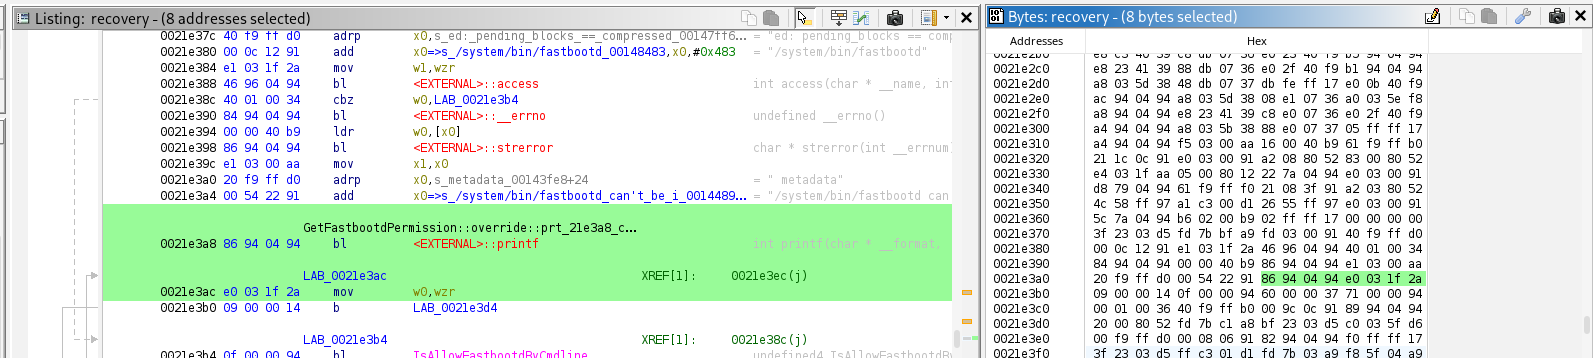 Listing: recovery - (8 addresses selected)
0021e37c 40 f9 ff d0 adrp x0,s_ed:_pending_blocks_==_compressed_00147ff6... = "ed: pending_blocks == comp
0021e380 00 0c 12 91 add x0=>s_/system/bin/fastbootd_00148483,x0,#0x483 = "/system/bin/fastbootd"
0021e384 e1 03 1f 2a mov w1,wzr
0021e388 46 96 04 94 bl <EXTERNAL>::access int access(char * __name, in
0021e38c 40 01 00 34 cbz w0,LAB_0021e3b4
0021e390 84 94 04 94 bl <EXTERNAL>::__errno undefined __errno()
0021e394 00 00 40 b9 ldr w0,[x0]
0021e398 86 94 04 94 bl <EXTERNAL>::strerror char * strerror(int __errnum
0021e39c e1 03 00 aa mov x1,x0
0021e3a0 20 f9 ff d0 adrp x0,s_metadata_00143fe8+24 = " metadata"
0021e3a4 00 54 22 91 add x0=>s_/system/bin/fastbootd_can't_be_i_0014489... = "/system/bin/fastbootd can
GetFastbootdPermission::override::prt_21e3a8_c...
0021e3a8 86 94 04 94 bl <EXTERNAL>::printf int printf(char * __format,
LAB_0021e3ac XREF[1]: 0021e3ec(j)
0021e3ac e0 03 1f 2a mov w0,wzr
0021e3b0 09 00 00 14 b LAB_0021e3d4
LAB_0021e3b4 XREF[1]: 0021e38c(j)
0021e3b4 0f 00 00 94 bl IsAllowFastbootdByCmdline undefined4 IsAllowFastbootdB
Bytes: recovery - (8 bytes selected)
Addresses Hex
0021e2c0 e8 23 41 39 88 db 07 36 e0 2f 40 f9 b1 94 04 94
0021e2d0 a8 03 5d 38 48 db 07 37 db fe ff 17 e0 0b 40 f9
0021e2e0 ac 94 04 94 a8 03 5d 38 08 e1 07 36 a0 03 5e f8
0021e2f0 a8 94 04 94 e8 23 41 39 c8 e0 07 36 e0 2f 40 f9
0021e300 a4 94 04 94 a8 03 5b 38 88 e0 07 37 05 ff ff 17
0021e310 a4 94 04 94 f5 03 00 aa 16 00 40 b9 61 f9 ff b0
0021e320 21 1c 0c 91 e0 03 00 91 a2 08 80 52 83 00 80 52
0021e330 e4 03 1f aa 05 00 80 12 22 7a 04 94 e0 03 00 91
0021e340 d8 79 04 94 61 f9 ff f0 21 08 3f 91 a2 03 80 52
0021e350 4c 58 ff 97 a1 c3 00 d1 26 55 ff 97 e0 03 00 91
0021e360 5c 7a 04 94 b6 02 00 b9 02 ff ff 17 00 00 00 00
0021e370 3f 23 03 d5 fd 7b bf a9 fd 03 00 91 40 f9 ff d0
0021e380 00 0c 12 91 e1 03 1f 2a 46 96 04 94 40 01 00 34
0021e390 84 94 04 94 00 00 40 b9 86 94 04 94 e1 03 00 aa
0021e3a0 20 f9 ff d0 00 54 22 91 86 94 04 94 e0 03 1f 2a
0021e3b0 09 00 00 14 0f 00 00 94 60 00 00 37 71 00 00 94
0021e3c0 00 01 00 36 40 f9 ff b0 00 9c 0c 91 89 94 04 94
0021e3d0 20 00 80 52 fd 7b c1 a8 bf 23 03 d5 c0 03 5f d6
0021e3e0 00 f9 ff d0 00 08 06 91 82 94 04 94 f0 ff ff 17
0021e3f0 3f 23 03 d5 ff c3 01 d1 fd 7b 03 a9 f8 5f 04 a9